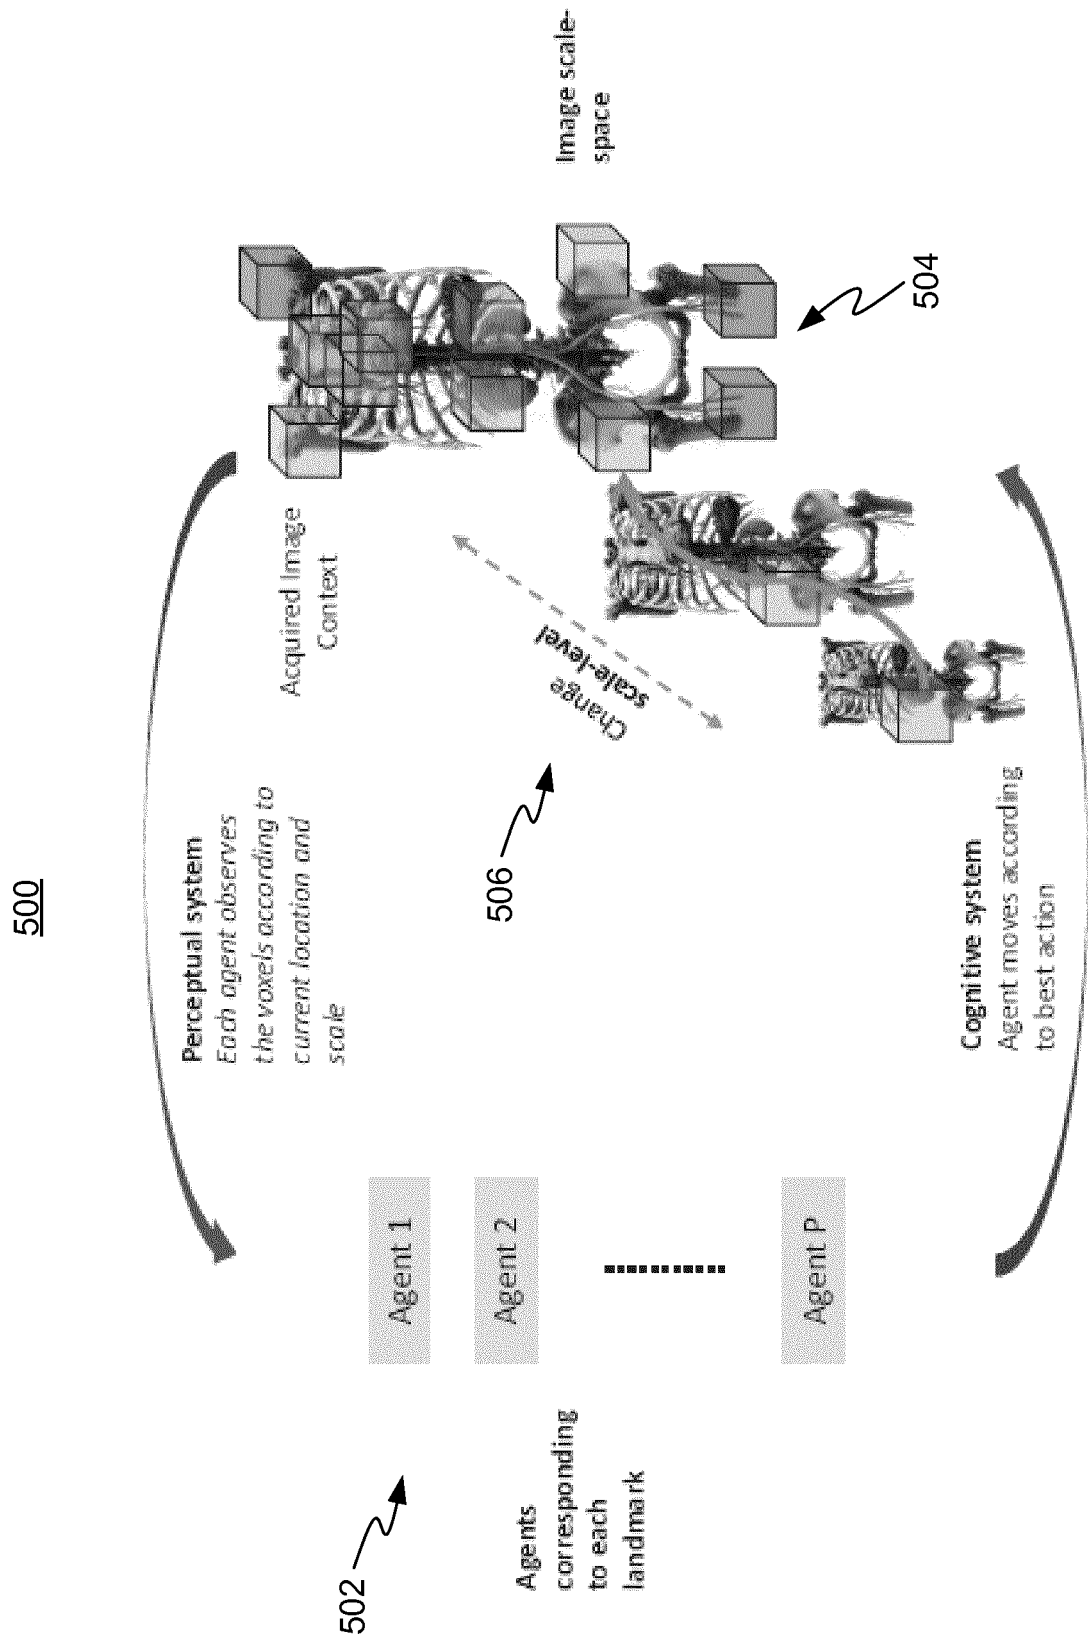 500
Perceptual system
Each agent observes
the voxels according to
current location and
scale
Acquired Image
Context
Agent 1
Agent 2
Agent P
502
Agents
corresponding
to each
landmark
506
Change
scale-level
Image scale-
space
504
Cognitive system
Agent moves according
to best action